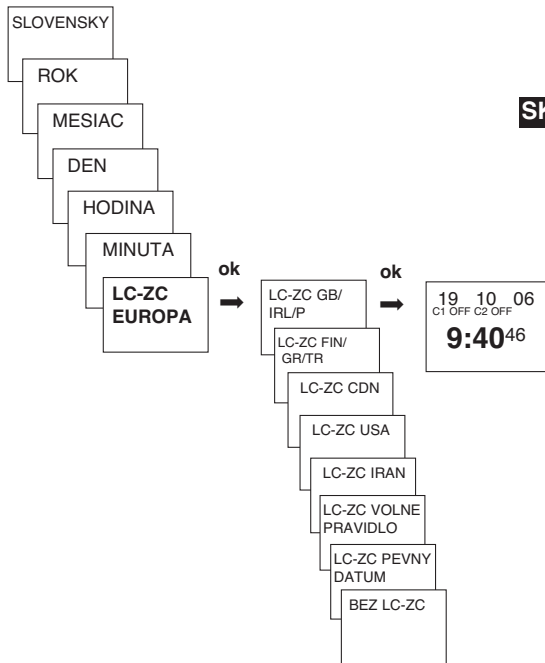 SLOVENSKY
ROK
MESIAC
DEN
HODINA
MINUTA
LC-ZC
EUROPA
ok
LC-ZC GB/
IRL/P
LC-ZC FIN/
GR/TR
LC-ZC CDN
LC-ZC USA
LC-ZC IRAN
LC-ZC VOLNE
PRAVIDLO
LC-ZC PEVNY
DATUM
BEZ LC-ZC
ok
19 10 06
C1 OFF C2 OFF
9:40 46
SK